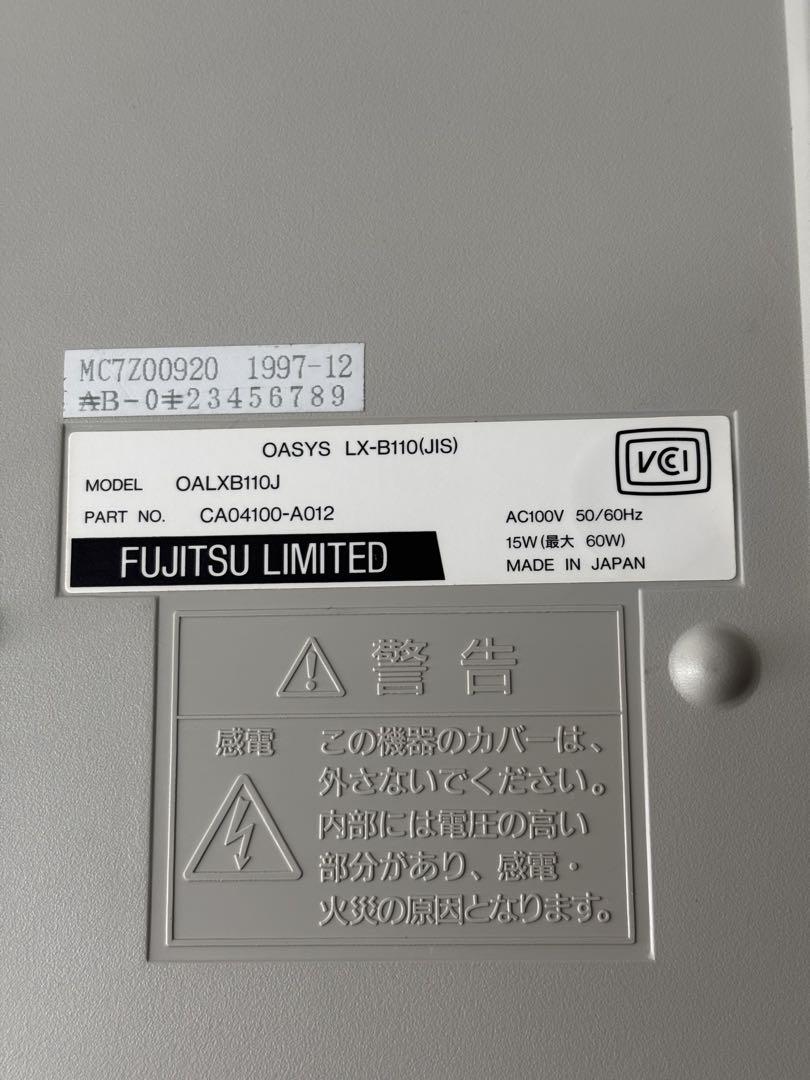 MC7Z00920 1997-12
AB-0123456789
OASYS LX-B110(JIS)
VCCI
MODEL OALXB110J
PART NO. CA04100-A012
AC100V 50/60Hz
15W(最大 60W)
FUJITSU LIMITED
MADE IN JAPAN
警告
感電
この機器のカバーは、
外さないでください。
内部には電圧の高い
部分があり、感電・
火災の原因となります。